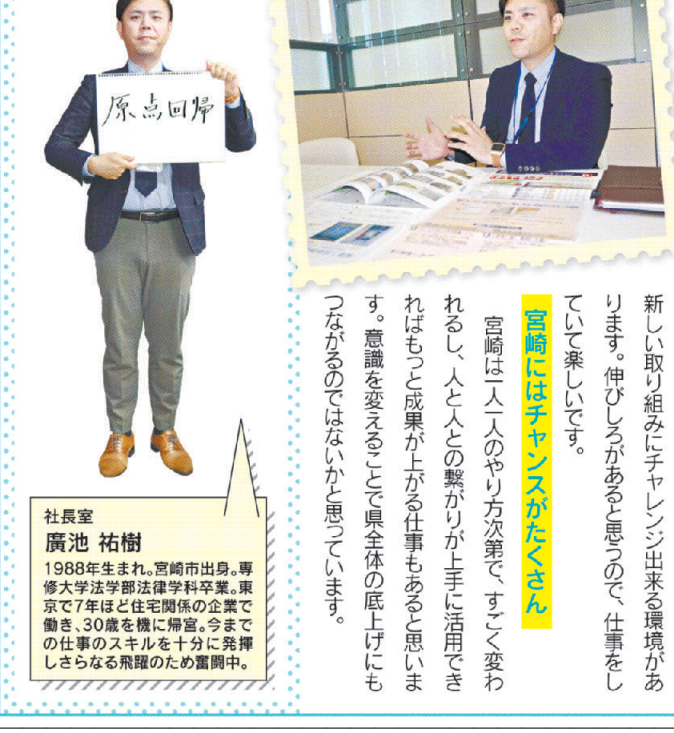 原点回帰
新しい取り組みにチャレンジ出来る環境があ
ります。伸びしろがあると思うので、仕事をし
ていて楽しいです。
宮崎にはチャンスがたくさん
宮崎は一人一人のやり方次第で、すごく変わ
れるし、人と人との繋がりが上手に活用でき
ればもっと成果が上がる仕事もあると思いま
す。意識を変えることで県全体の底上げにも
つながるのではないかと思っています。
社長室
廣池 祐樹
1988年生まれ。宮崎市出身。専
修大学法学部法律学科卒業。東
京で7年ほど住宅関係の企業で
働き、30歳を機に帰宮。今まで
の仕事のスキルを十分に発揮
しさらなる飛躍のため奮闘中。